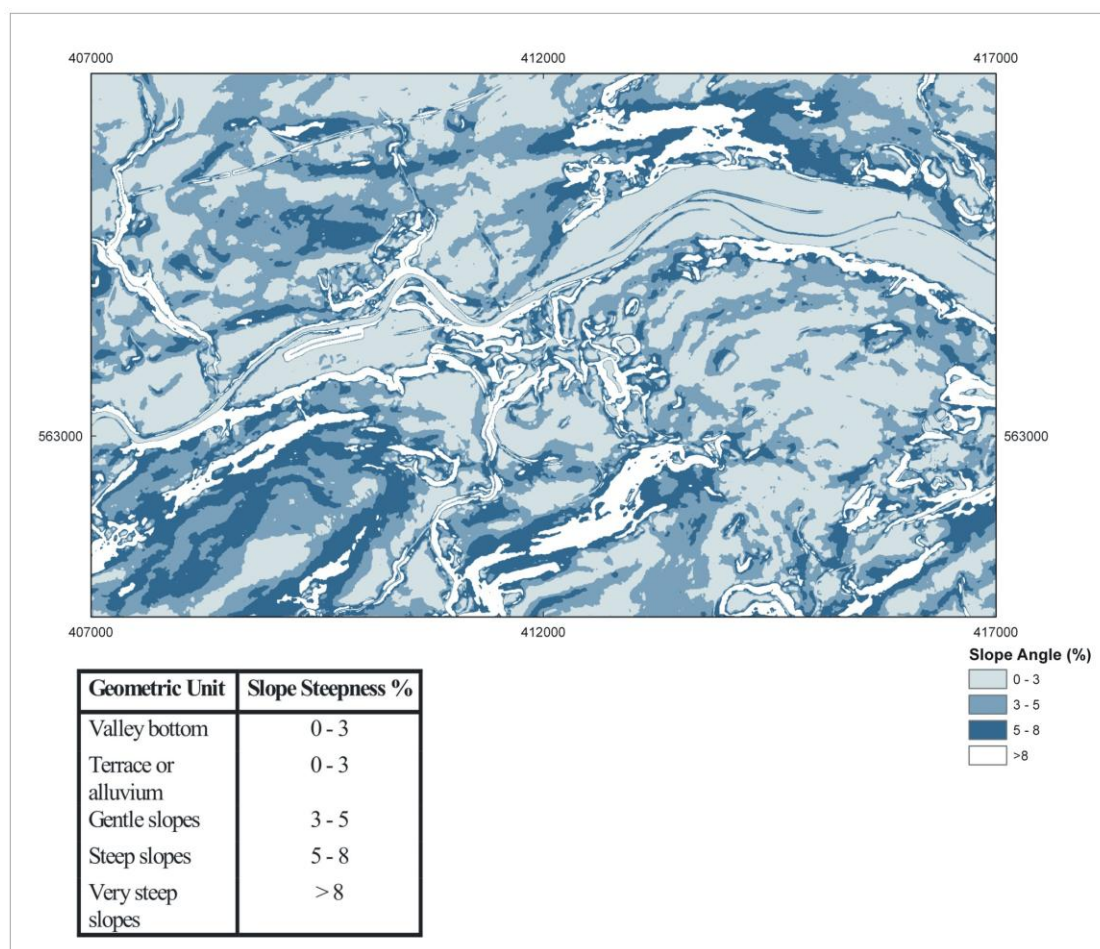 407000 412000 417000
563000 563000
407000 412000 417000
Slope Angle (%)
0 - 3
3 - 5
5 - 8
>8
Geometric Unit Slope Steepness %
Valley bottom 0 - 3
Terrace or 0 - 3
alluvium
Gentle slopes 3 - 5
Steep slopes 5 - 8
Very steep > 8
slopes